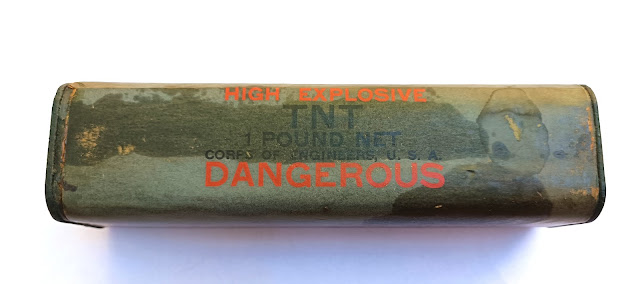 HIGH EXPLOSIVE
TNT
1 POUND NET
CORPS OF ENGINEERS, U. S. A.
DANGEROUS